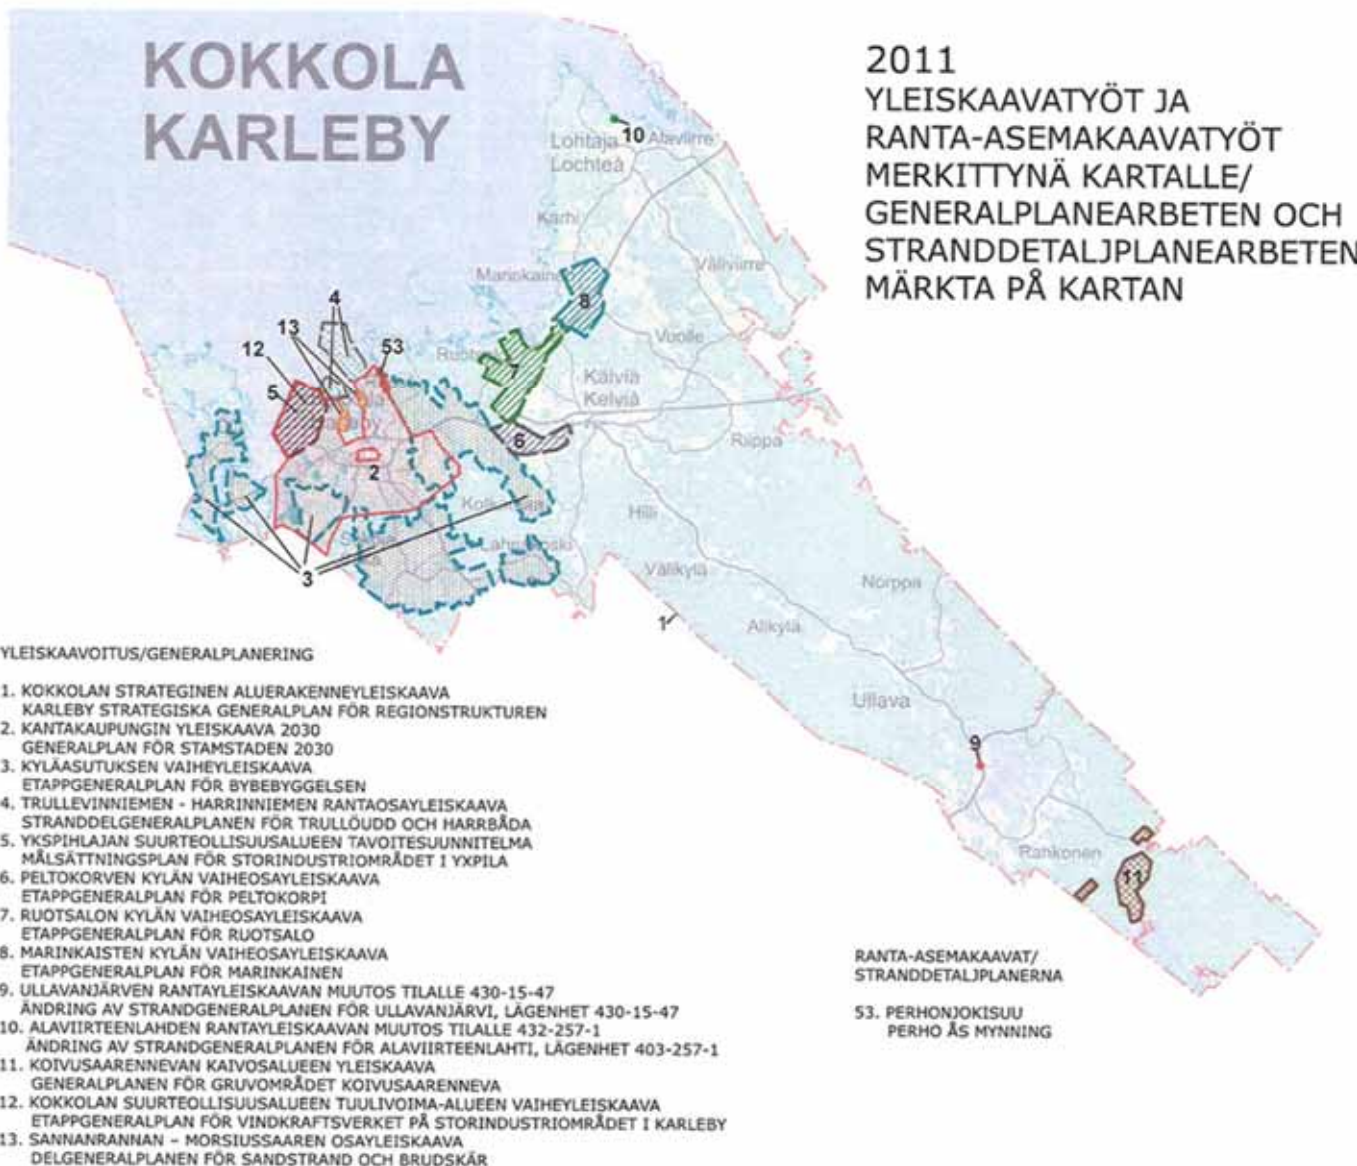 KOKKOLA
KARLEBY
2011
YLEISKAAVATYÖT JA
RANTA-ASEMAKAAVATYÖT
MERKITTYNÄ KARTALLE/
GENERALPLANEARBETEN OCH
STRANDDETALJPLANEARBETEN
MÄRKTA PÅ KARTAN
10
Lohtaja
Lochteå
Alaviirre
Karhi
Marinkaine
Väliviirre
8
4
13
53
12
5
Vuolle
7
Kälviä
Kelviä
6
Riippa
2
Hilli
3
Välikylä
Norppa
1
Alikylä
Ullava
9
Rahkonen
11
YLEISKAAVOITUS/GENERALPLANERING
1. KOKKOLAN STRATEGINEN ALUERAKENNEYLEISKAAVA
KARLEBY STRATEGISKA GENERALPLAN FÖR REGIONSTRUKTUREN
2. KANTAKAUPUNGIN YLEISKAAVA 2030
GENERALPLAN FÖR STAMSTADEN 2030
3. KYLÄASUTUKSEN VAIHEYLEISKAAVA
ETAPPGENERALPLAN FÖR BYBEBYGGELSEN
4. TRULLEVINNIEMEN - HARRINNIEMEN RANTAOSAYLEISKAAVA
STRANDDELGENERALPLANEN FÖR TRULLÖUDD OCH HARRBÅDA
5. YKSPIHLAJAN SUURTEOLLISUUSALUEEN TAVOITESUUNNITELMA
MÅLSÄTTNINGSPLAN FÖR STORINDUSTRIOMRÅDET I YXPILA
6. PELTOKORVEN KYLÄN VAIHEOSAYLEISKAAVA
ETAPPGENERALPLAN FÖR PELTOKORPI
7. RUOTSALON KYLÄN VAIHEOSAYLEISKAAVA
ETAPPGENERALPLAN FÖR RUOTSALO
8. MARINKAISTEN KYLÄN VAIHEOSAYLEISKAAVA
ETAPPGENERALPLAN FÖR MARINKAINEN
9. ULLAVANJÄRVEN RANTAYLEISKAAVAN MUUTOS TILALLE 430-15-47
ÄNDRING AV STRANDGENERALPLANEN FÖR ULLAVANJÄRVI, LÄGENHET 430-15-47
10. ALAVIIRTEENLAHDEN RANTAYLEISKAAVAN MUUTOS TILALLE 432-257-1
ÄNDRING AV STRANDGENERALPLANEN FÖR ALAVIIRTEENLAHTI, LÄGENHET 403-257-1
11. KOIVUSAARENNEVAN KAIVOSALUEEN YLEISKAAVA
GENERALPLANEN FÖR GRUVOMRÅDET KOIVUSAARENNEVA
12. KOKKOLAN SUURTEOLLISUUSALUEEN TUULIVOIMA-ALUEEN VAIHEYLEISKAAVA
ETAPPGENERALPLAN FÖR VINDKRAFTSVERKET PÅ STORINDUSTRIOMRÅDET I KARLEBY
13. SANNANRANNAN – MORSIUSSAAREN OSAYLEISKAAVA
DELGENERALPLANEN FÖR SANDSTRAND OCH BRUDSKÄR
RANTA-ASEMAKAAVAT/
STRANDDETALJPLANERNA
53. PERHONJOKISUU
PERHO ÅS MYNNING